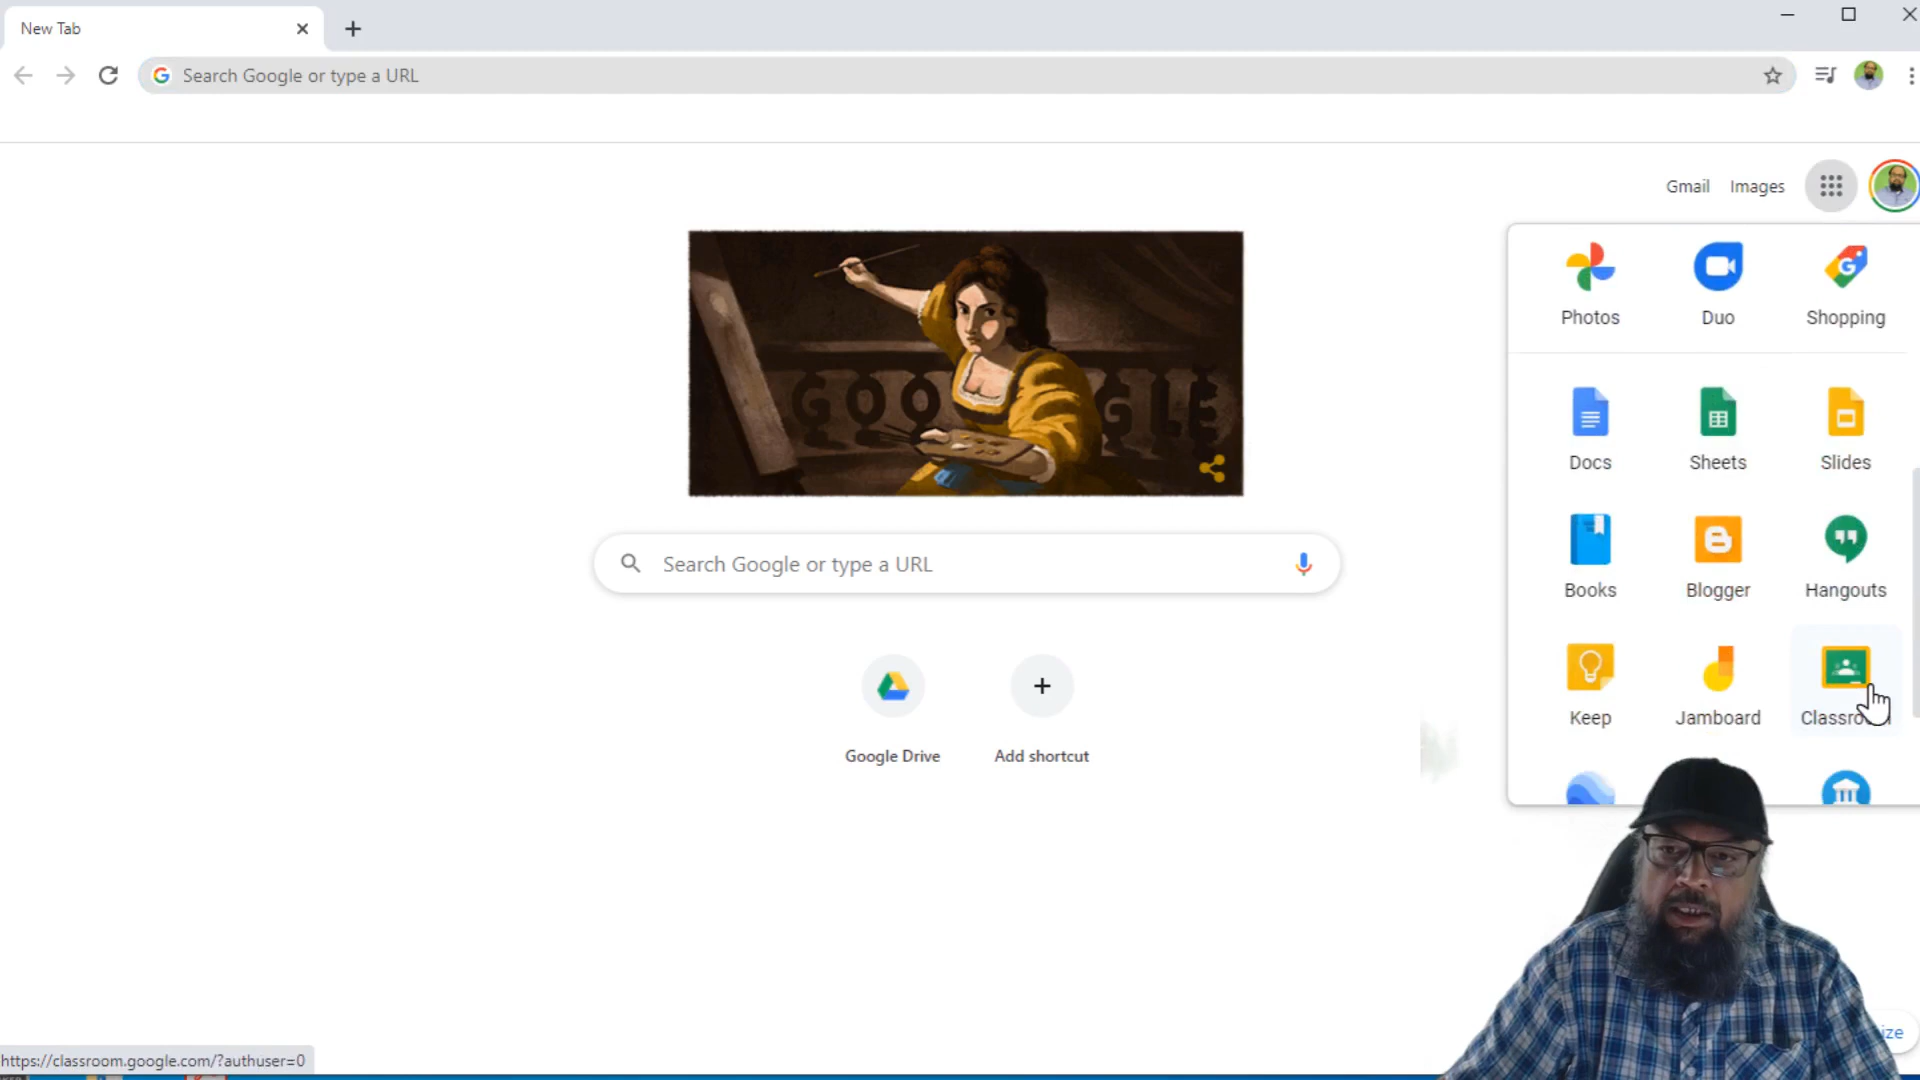 New Tab
Search Google or type a URL
Gmail Images
GOOGLE
Photos Duo Shopping
Docs Sheets Slides
Search Google or type a URL
Books Blogger Hangouts
Keep Jamboard
Google Drive Add shortcut
https://classroom.google.com/?authuser=0